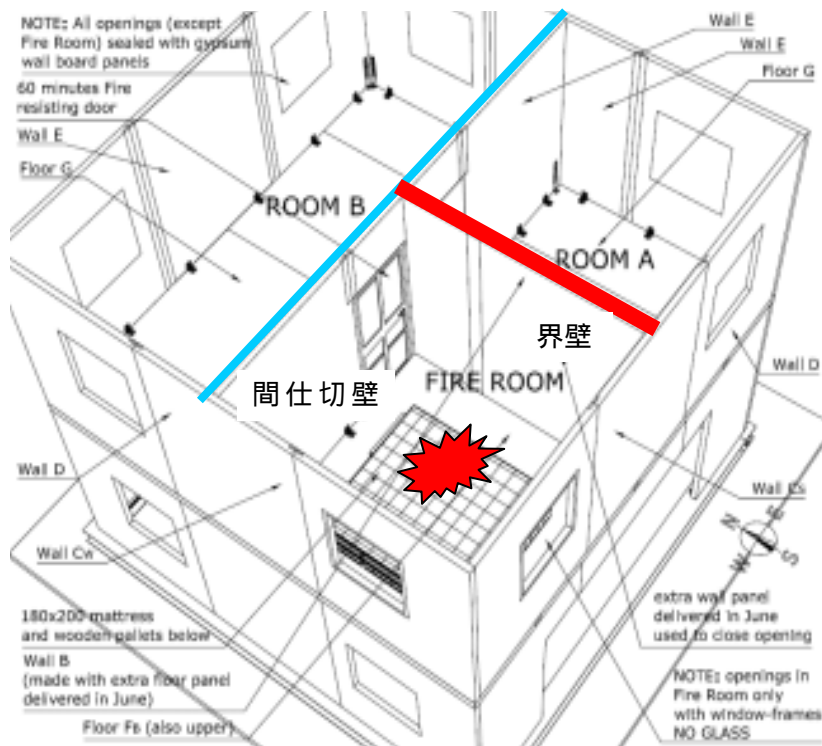 NOTE: All openings (except
Fire Room) sealed with gypsum
wall board panels
60 minutes Fire
resisting door
Wall E
Floor G
Wall E
Wall E
Floor G
ROOM B
ROOM A
界壁
間仕切壁
FIRE ROOM
Wall D
Wall D
Wall Cs
Wall Cw
N
E
W
S
180x200 mattress
and wooden pallets below
Wall B
(made with extra floor panel
delivered in June)
Floor FB (also upper)
extra wall panel
delivered in June
used to close opening
NOTE: openings in
Fire Room only
with window-frames
NO GLASS